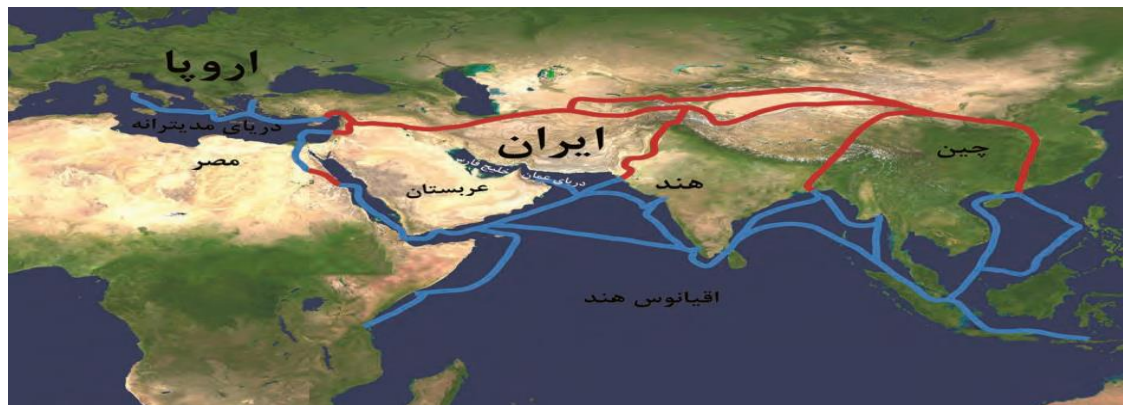 اروپا
دریای مدیترانه
مصر
ایران
چین
خلیج فارس
دریای عمان
هند
عربستان
اقیانوس هند